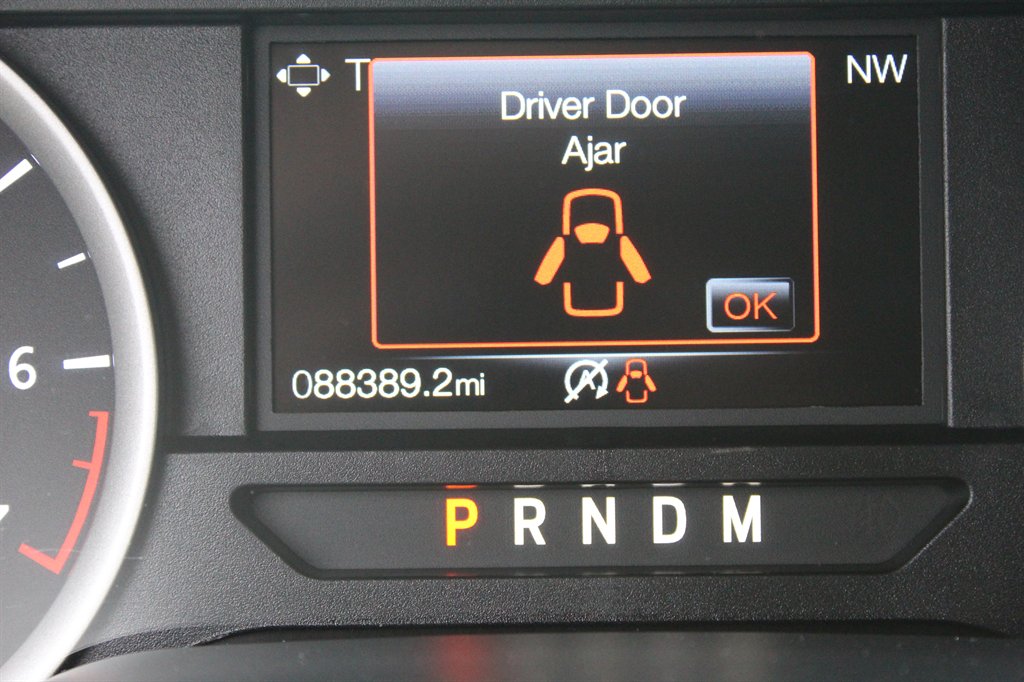 T
NW
Driver Door
Ajar
OK
088389.2mi
A
6
P R N D M